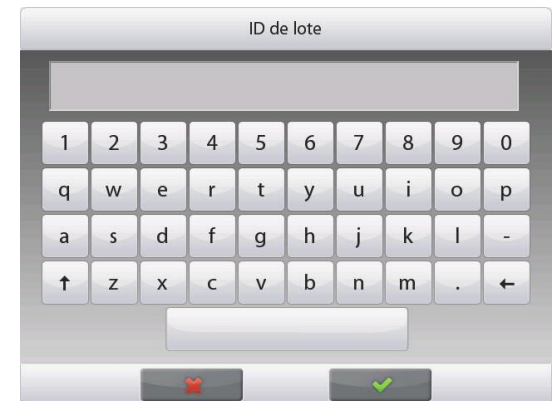 ID de lote
1 2 3 4 5 6 7 8 9 0
q w e r t y u i o p
a s d f g h j k l -
↑ z x c v b n m . ←